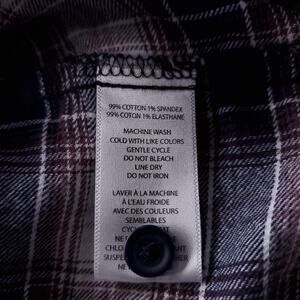 99% COTTON 1% SPANDEX
99% COTON 1% ELASTHANE
MACHINE WASH
COLD WITH LIKE COLORS
GENTLE CYCLE
DO NOT BLEACH
LINE DRY
DO NOT IRON
LAVER À LA MACHINE
À L'EAU FROIDE
AVEC DES COULEURS
SEMBLABLES